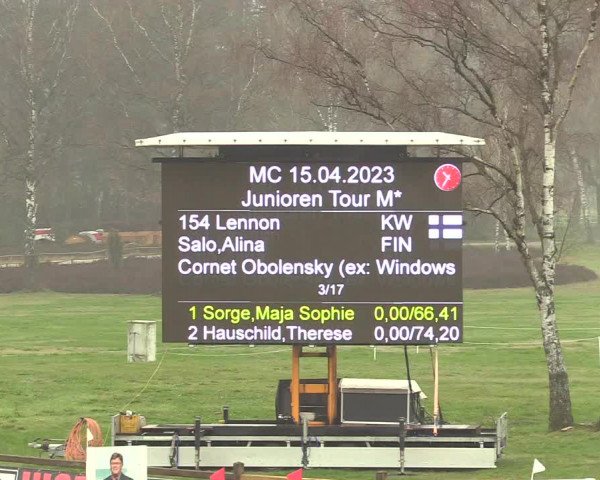 MC 15.04.2023
Junioren Tour M*
154 Lennon KW
Salo,Alina FIN
Cornet Obolensky (ex: Windows
3/17
1 Sorge,Maja Sophie 0,00/66,41
2 Hauschild,Therese 0,00/74,20